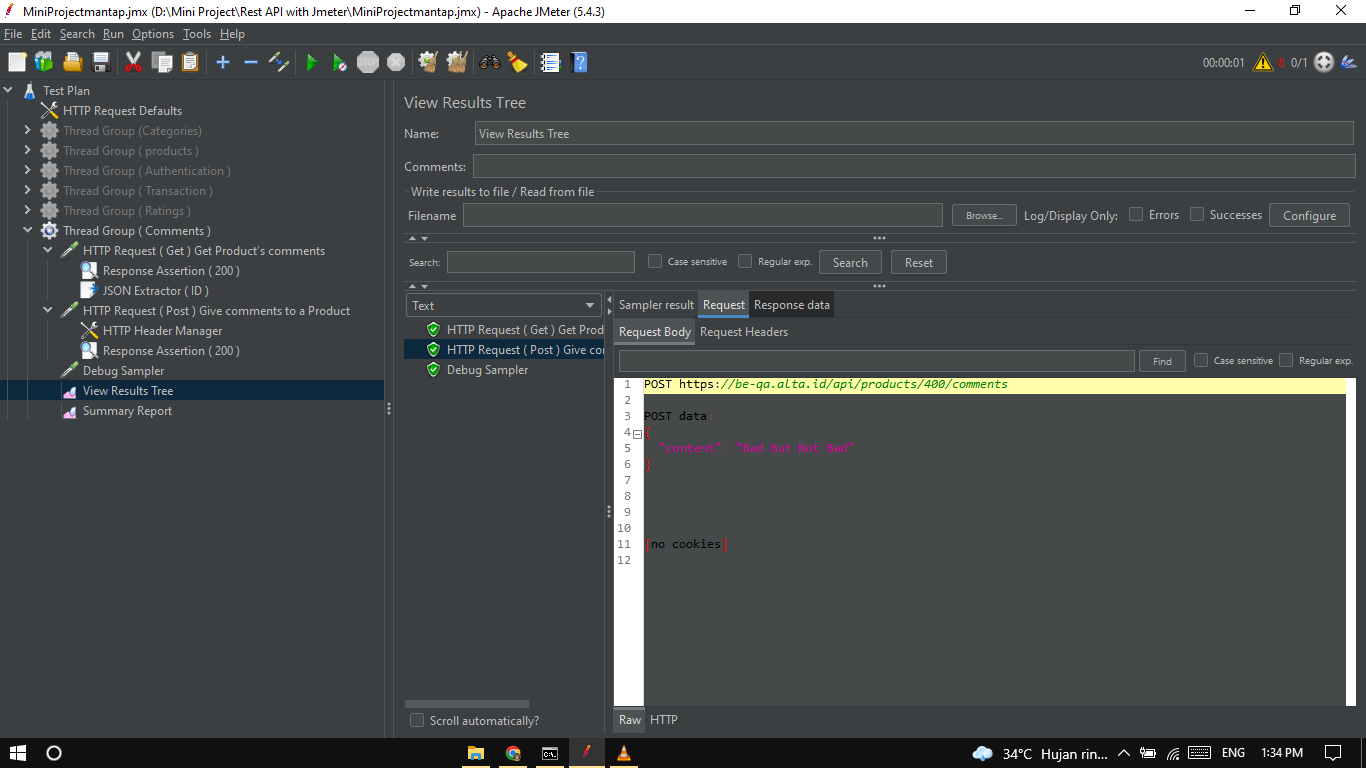 MiniProjectmantap.jmx (D:\Mini Project\Rest API with Jmeter\MiniProjectmantap.jmx) - Apache JMeter (5.4.3)
File Edit Search Run Options Tools Help
STOP
00:00:01 8 0/1
Test Plan
HTTP Request Defaults
Thread Group (Categories)
Thread Group ( products )
Thread Group ( Authentication )
Thread Group ( Transaction )
Thread Group ( Ratings )
Thread Group ( Comments )
HTTP Request ( Get ) Get Product's comments
Response Assertion ( 200 )
JSON Extractor ( ID )
HTTP Request ( Post ) Give comments to a Product
HTTP Header Manager
Response Assertion ( 200 )
Debug Sampler
View Results Tree
Summary Report
View Results Tree
Name: View Results Tree
Comments:
Write results to file / Read from file
Filename Browse... Log/Display Only: Errors Successes Configure
Search: Case sensitive Regular exp. Search Reset
Text
HTTP Request ( Get ) Get Prod
HTTP Request ( Post ) Give co
Debug Sampler
Scroll automatically?
Sampler result Request Response data
Request Body Request Headers
Find Case sensitive Regular exp.
1 POST https://be-qa.alta.id/api/products/400/comments
2
3 POST data
4 {
5 "content": "Bad But Not Bad"
6 }
7
8
9
10
11 [no cookies]
12
Raw HTTP
34°C Hujan rin... ENG 1:34 PM